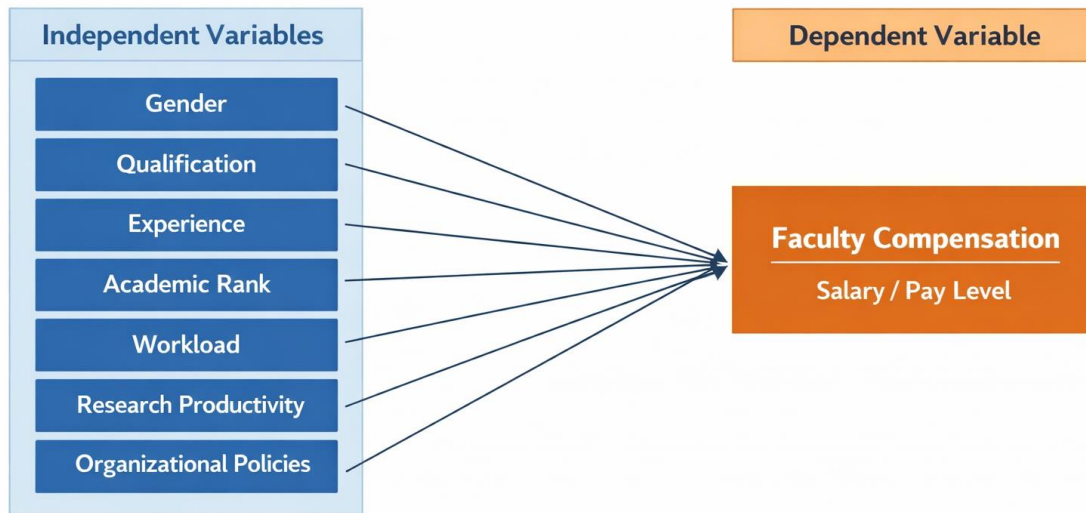 Independent Variables
Gender
Qualification
Experience
Academic Rank
Workload
Research Productivity
Organizational Policies
Dependent Variable
Faculty Compensation
Salary / Pay Level